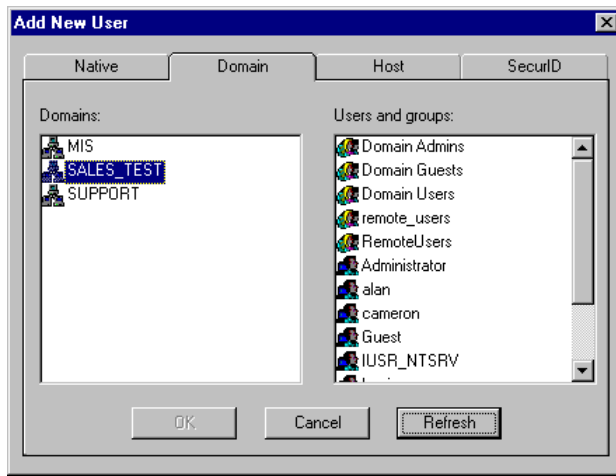 Add New User
Native Domain Host SecurID
Domains: Users and groups:
MIS
SALES_TEST
SUPPORT
Domain Admins
Domain Guests
Domain Users
remote_users
RemoteUsers
Administrator
alan
cameron
Guest
IUSR_NTSRV
OK Cancel Refresh